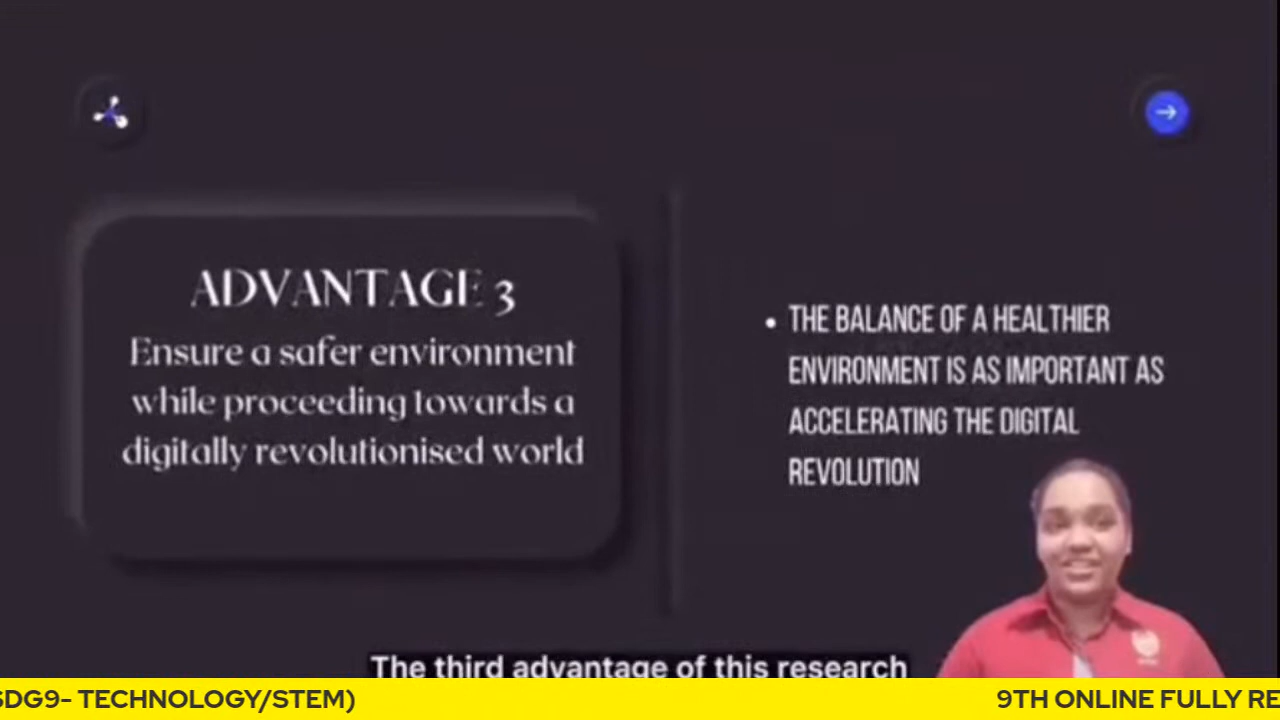 ADVANTAGE 3
Ensure a safer environment
while proceeding towards a
digitally revolutionised world
• THE BALANCE OF A HEALTHIER
ENVIRONMENT IS AS IMPORTANT AS
ACCELERATING THE DIGITAL
REVOLUTION
The third advantage of this research
SDG9- TECHNOLOGY/STEM)
9TH ONLINE FULLY RE